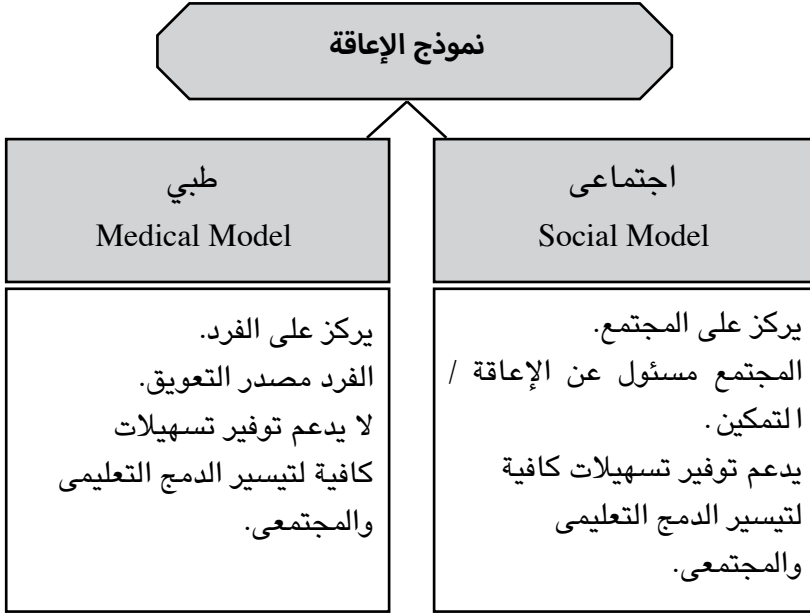 نموذج الإعاقة
اجتماعى
Social Model
يركز على المجتمع.
المجتمع مسئول عن الإعاقة /
التمكين.
يدعم توفير تسهيلات كافية
لتيسير الدمج التعليمى
والمجتمعى.
طبي
Medical Model
يركز على الفرد.
الفرد مصدر التعويق.
لا يدعم توفير تسهيلات
كافية لتيسير الدمج التعليمى
والمجتمعى.